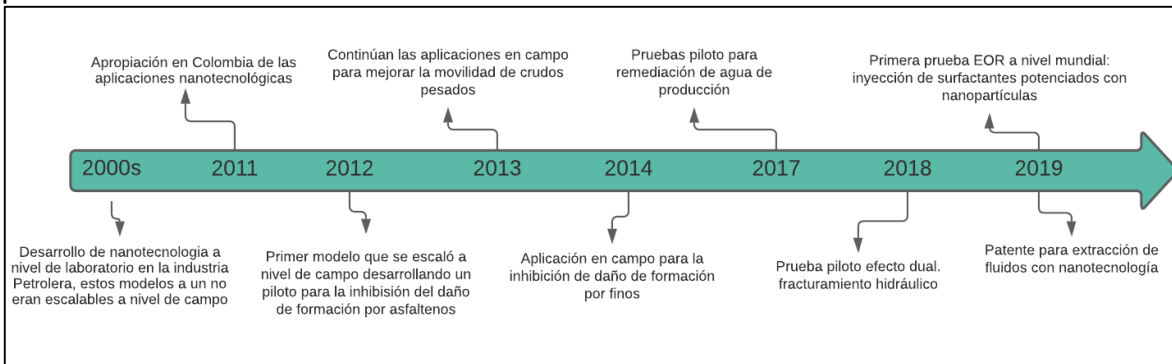 Apropiación en Colombia de las
aplicaciones nanotecnológicas
Continúan las aplicaciones en campo
para mejorar la movilidad de crudos
pesados
Pruebas piloto para
remediación de agua de
producción
Primera prueba EOR a nivel mundial:
inyección de surfactantes potenciados con
nanopartículas
2000s
2011
2012
2013
2014
2017
2018
2019
Desarrollo de nanotecnologia a
nivel de laboratorio en la industria
Petrolera, estos modelos a un no
eran escalables a nivel de campo
Primer modelo que se escaló a
nivel de campo desarrollando un
piloto para la inhibisión del daño
de formación por asfaltenos
Aplicación en campo para la
inhibición de daño de formación
por finos
Prueba piloto efecto dual.
fracturamiento hidráulico
Patente para extracción de
fluidos con nanotecnología